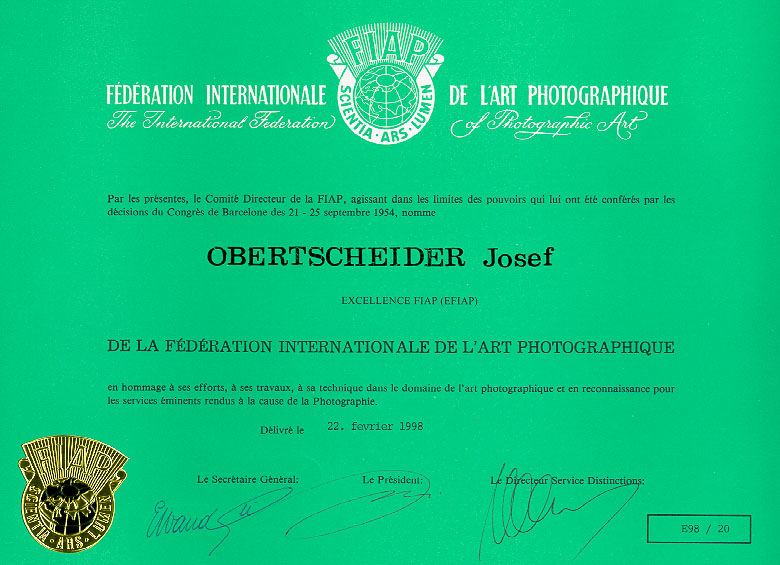 FIAP
SCIENTIA · ARS · LUMEN
FÉDÉRATION INTERNATIONALE DE L'ART PHOTOGRAPHIQUE
The International Federation of Photographic Art
Par les présentes, le Comité Directeur de la FIAP, agissant dans les limites des pouvoirs qui lui ont été conférés par les
décisions du Congrès de Barcelone des 21 - 25 septembre 1954, nomme
OBERTSCHEIDER Josef
EXCELLENCE FIAP (EFIAP)
DE LA FÉDÉRATION INTERNATIONALE DE L'ART PHOTOGRAPHIQUE
en hommage à ses efforts, à ses travaux, à sa technique dans le domaine de l'art photographique et en reconnaissance pour
les services éminents rendus à la cause de la Photographie.
Délivré le 22. fevrier 1998
Le Secrètaire Général: Le Président: Le Directeur Service Distinctions:
FIAP
SCIENTIA · ARS · LUMEN
E98 / 20